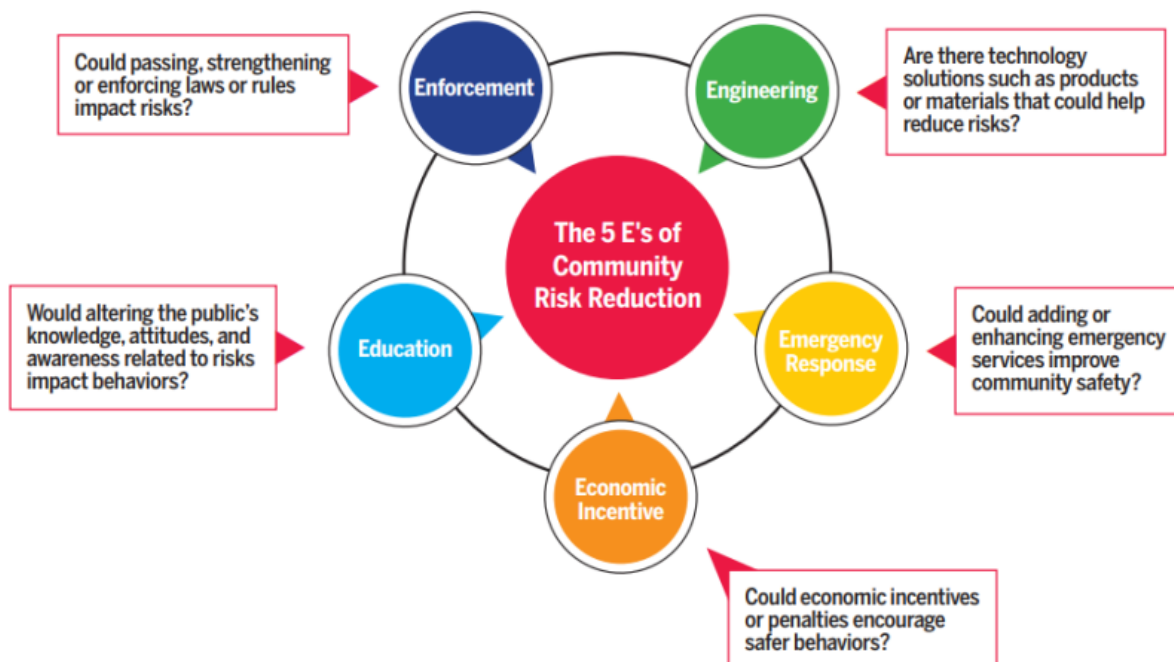 Could passing, strengthening
or enforcing laws or rules
impact risks?
Enforcement
Engineering
Are there technology
solutions such as products
or materials that could help
reduce risks?
The 5 E's of
Community
Risk Reduction
Would altering the public's
knowledge, attitudes, and
awareness related to risks
impact behaviors?
Education
Emergency
Response
Could adding or
enhancing emergency
services improve
community safety?
Economic
Incentive
Could economic incentives
or penalties encourage
safer behaviors?